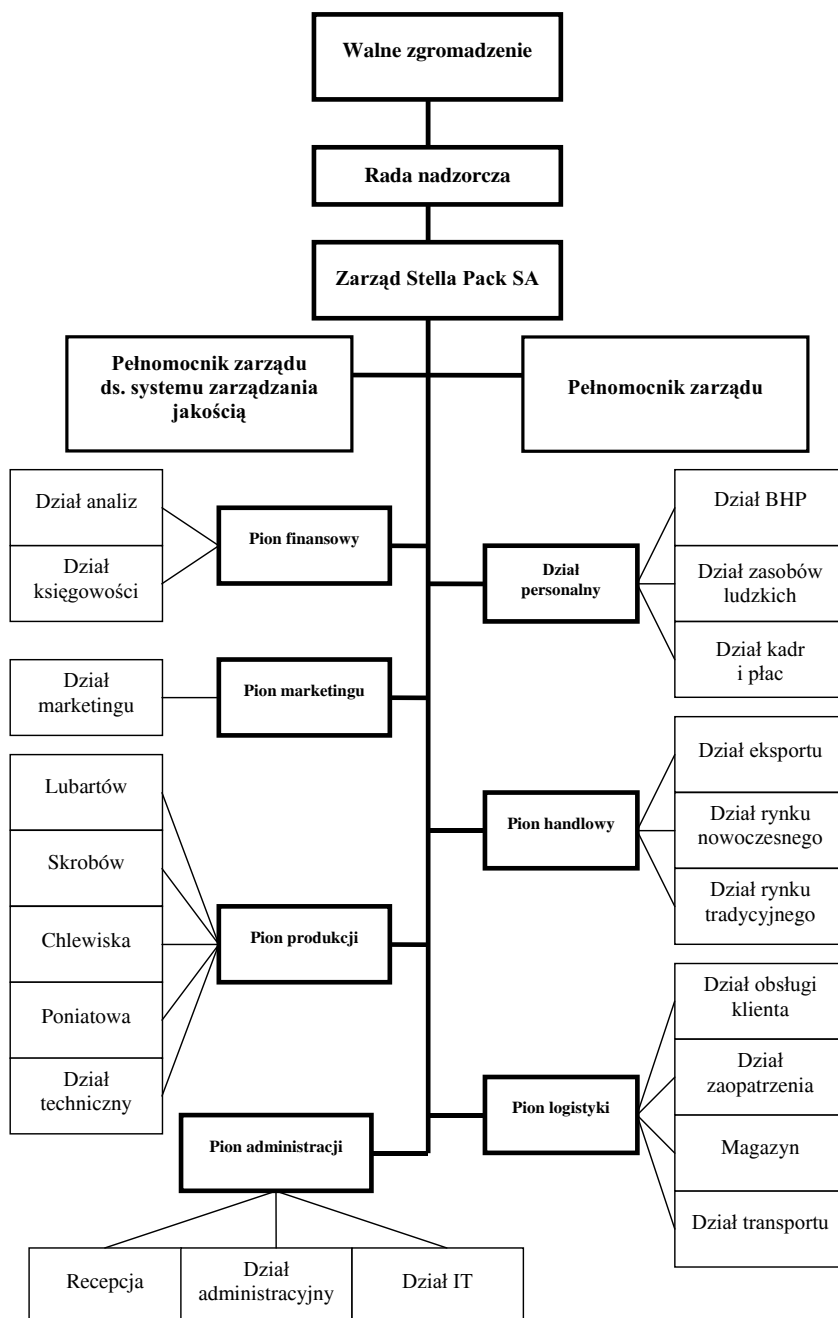 Walne zgromadzenie
Rada nadzorcza
Zarząd Stella Pack SA
Pełnomocnik zarządu
ds. systemu zarządzania
jakością
Pełnomocnik zarządu
Dział analiz
Dział
księgowości
Pion finansowy
Dział
personalny
Dział BHP
Dział zasobów
ludzkich
Dział kadr
i płac
Dział
marketingu
Pion marketingu
Lubartów
Skrobów
Chlewiska
Poniatowa
Dział
techniczny
Pion produkcji
Pion handlowy
Dział eksportu
Dział rynku
nowoczesnego
Dział rynku
tradycyjnego
Pion logistyki
Dział obsługi
klienta
Dział
zaopatrzenia
Magazyn
Dział transportu
Pion administracji
Recepcja
Dział
administracyjny
Dział IT